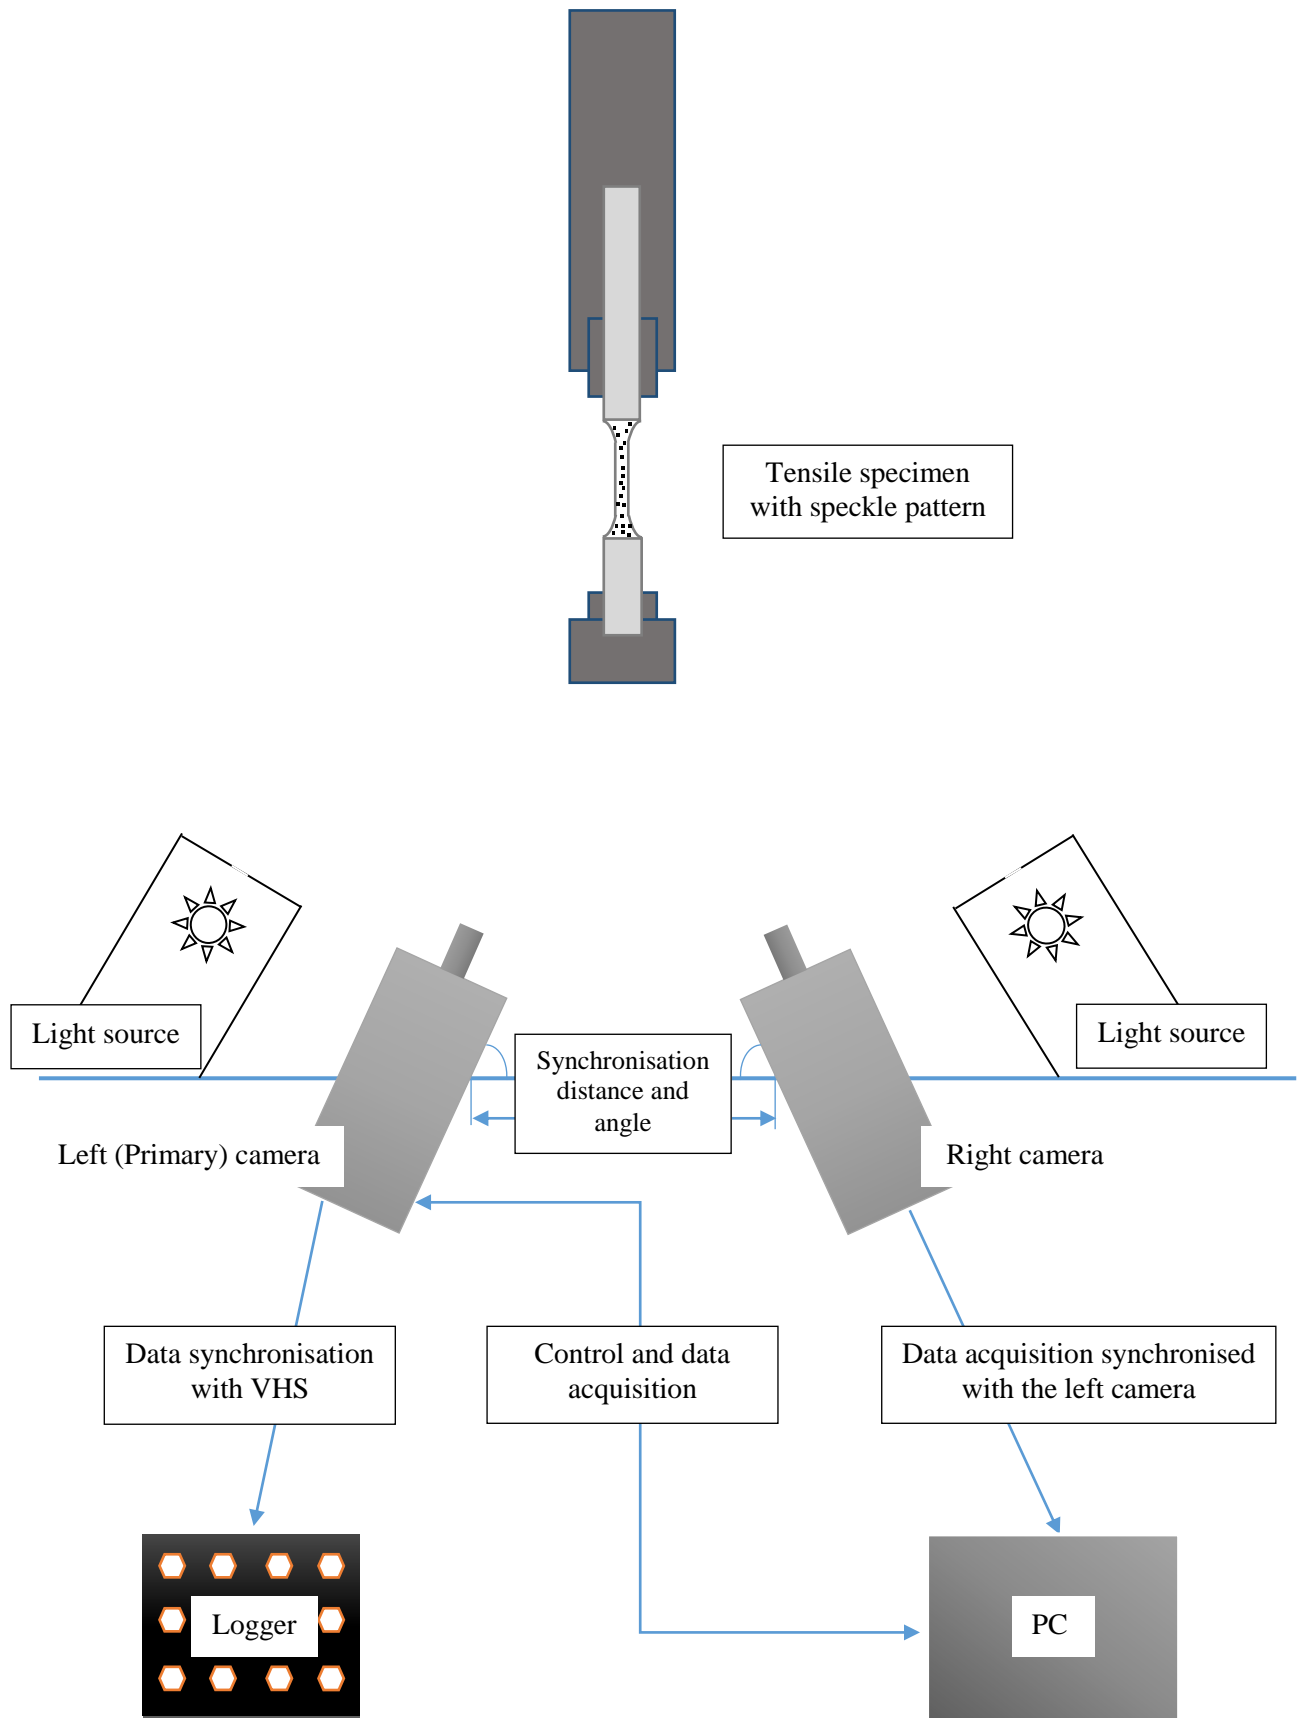 Tensile specimen
with speckle pattern
Light source
Light source
Synchronisation
distance and
angle
Left (Primary) camera
Right camera
Data synchronisation
with VHS
Control and data
acquisition
Data acquisition synchronised
with the left camera
Logger
PC